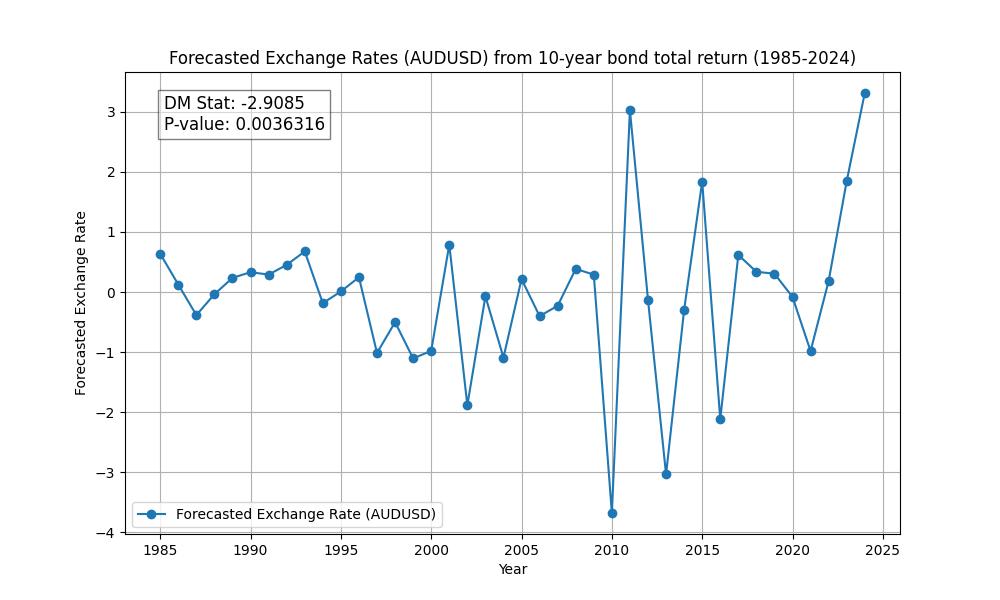 Forecasted Exchange Rates (AUDUSD) from 10-year bond total return (1985-2024)
DM Stat: -2.9085
P-value: 0.0036316
Forecasted Exchange Rate
3
2
1
0
−1
−2
−3
−4
Forecasted Exchange Rate (AUDUSD)
1985 1990 1995 2000 2005 2010 2015 2020 2025
Year